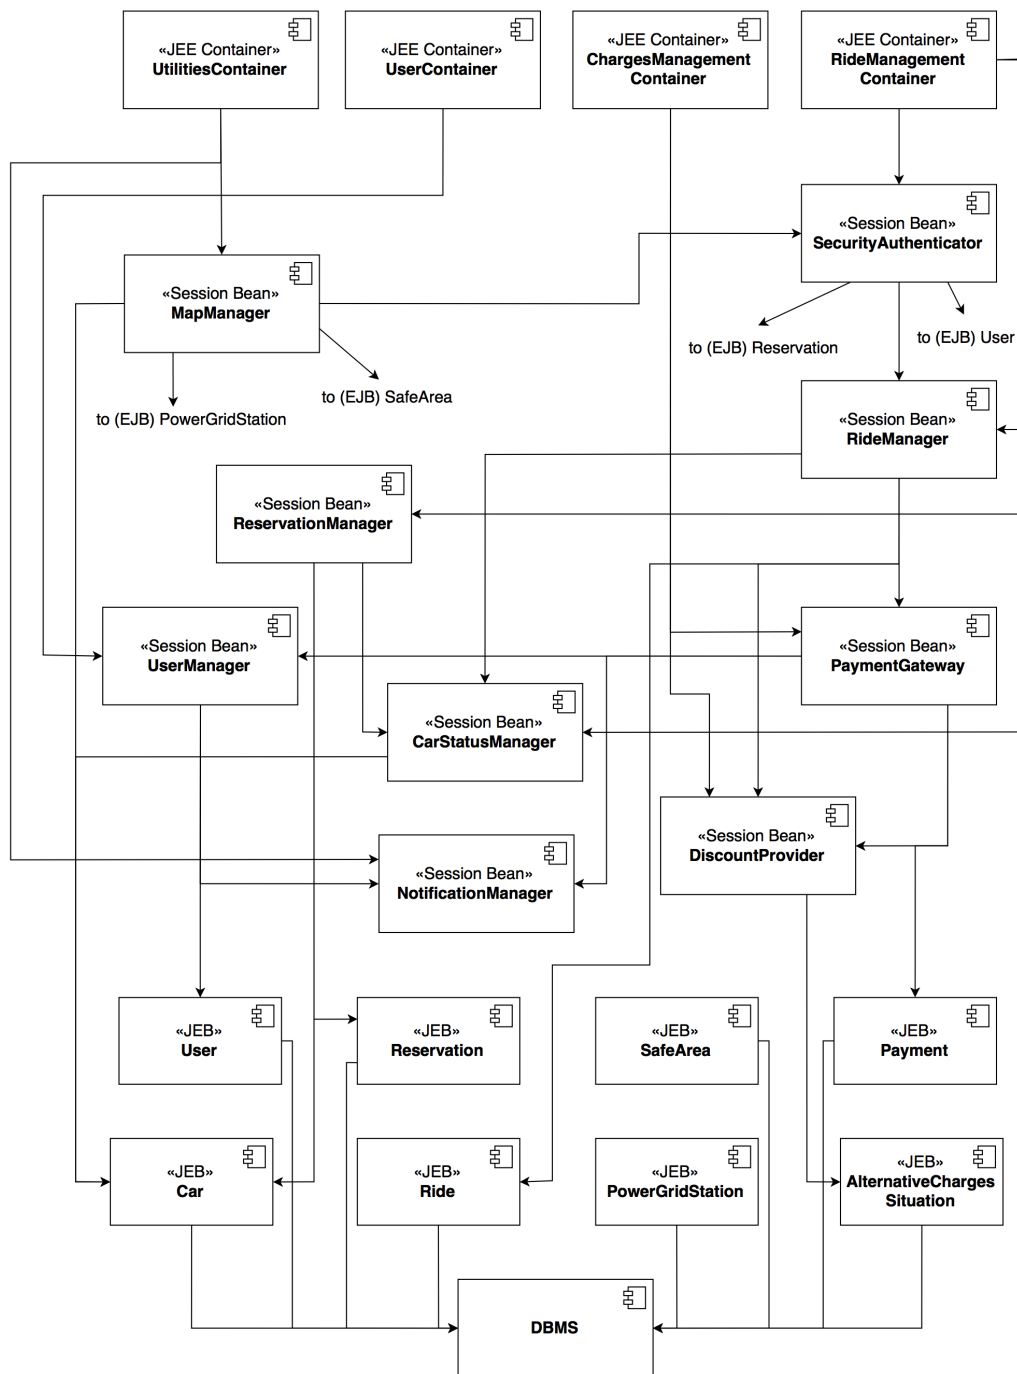 «JEE Container»
UtilitiesContainer
«JEE Container»
UserContainer
«JEE Container»
ChargesManagement
Container
«JEE Container»
RideManagement
Container
«Session Bean»
SecurityAuthenticator
«Session Bean»
MapManager
to (EJB) Reservation
to (EJB) User
to (EJB) SafeArea
to (EJB) PowerGridStation
«Session Bean»
RideManager
«Session Bean»
ReservationManager
«Session Bean»
UserManager
«Session Bean»
PaymentGateway
«Session Bean»
CarStatusManager
«Session Bean»
DiscountProvider
«Session Bean»
NotificationManager
«JEB»
User
«JEB»
Reservation
«JEB»
SafeArea
«JEB»
Payment
«JEB»
Car
«JEB»
Ride
«JEB»
PowerGridStation
«JEB»
AlternativeCharges
Situation
DBMS